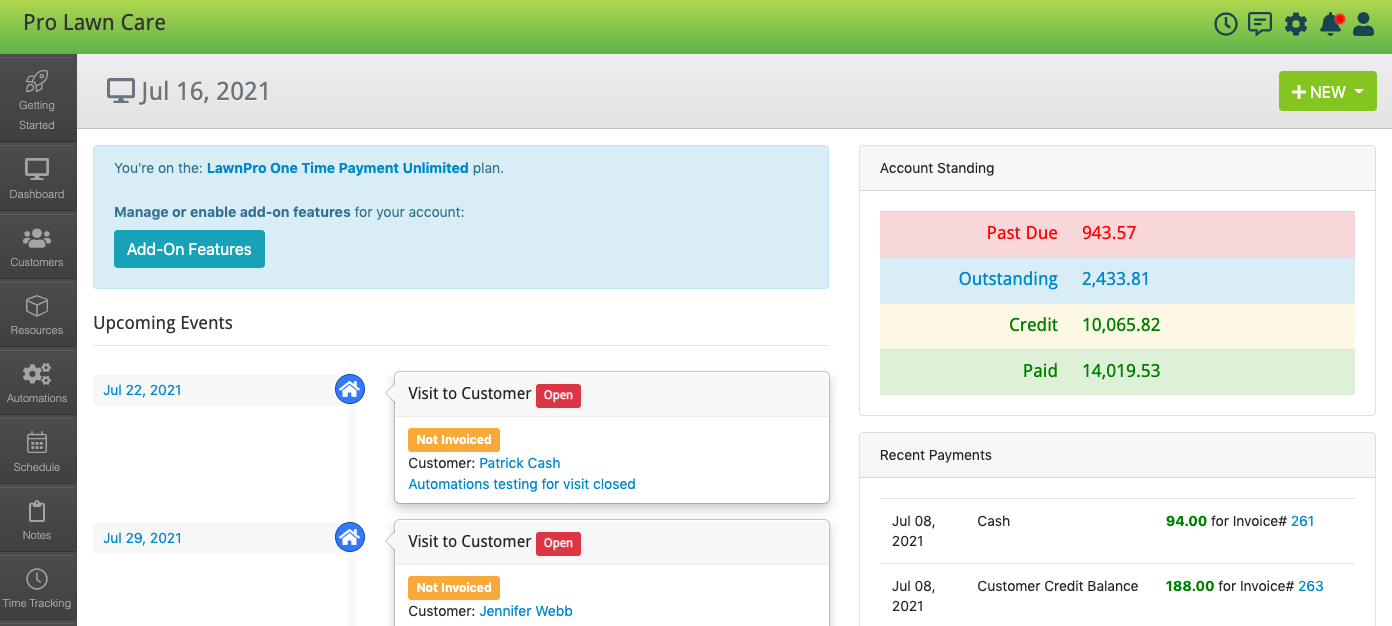 Pro Lawn Care
Getting
Started
Dashboard
Customers
Resources
Automations
Schedule
Notes
Time Tracking
Jul 16, 2021
NEW
You're on the: LawnPro One Time Payment Unlimited plan.
Manage or enable add-on features for your account:
Add-On Features
Upcoming Events
Jul 22, 2021
Visit to Customer Open
Not Invoiced
Customer: Patrick Cash
Automations testing for visit closed
Jul 29, 2021
Visit to Customer Open
Not Invoiced
Customer: Jennifer Webb
Account Standing
Past Due 943.57
Outstanding 2,433.81
Credit 10,065.82
Paid 14,019.53
Recent Payments
Jul 08, 2021 Cash 94.00 for Invoice# 261
Jul 08, 2021 Customer Credit Balance 188.00 for Invoice# 263